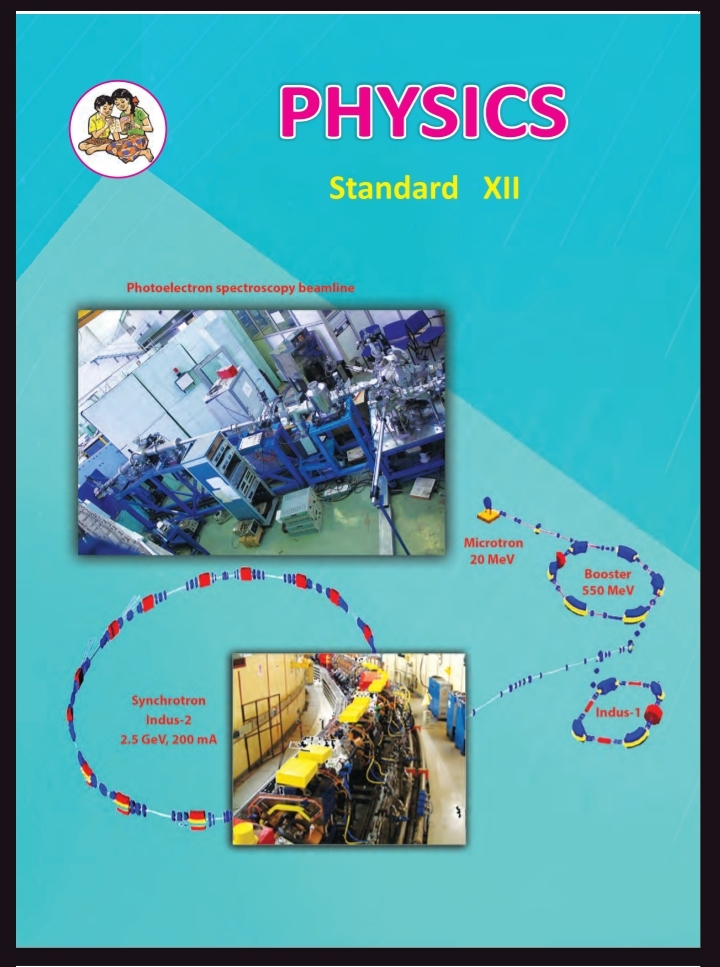 PHYSICS
Standard XII
Photoelectron spectroscopy beamline
Microtron
20 MeV
Booster
550 MeV
Synchrotron
Indus-2
2.5 GeV, 200 mA
Indus-1